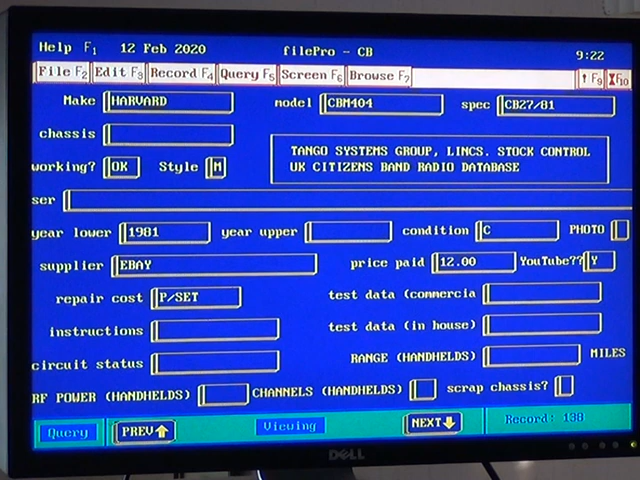 Help F1 12 Feb 2020 filePro - CB 9:22
File F2 Edit F3 Record F4 Query F5 Screen F6 Browse F7 ↑ F9 F10
Make HARVARD model CBM404 spec CB27/81
chassis
TANGO SYSTEMS GROUP, LINCS. STOCK CONTROL
UK CITIZENS BAND RADIO DATABASE
working? OK Style M
ser
year lower 1981 year upper condition C PHOTO
supplier EBAY price paid 12.00 YouTube?? Y
repair cost P/SET test data (commercia
instructions test data (in house)
circuit status RANGE (HANDHELDS) MILES
RF POWER (HANDHELDS) CHANNELS (HANDHELDS) scrap chassis?
Query PREV↑ Viewing NEXT↓ Record: 138
DELL